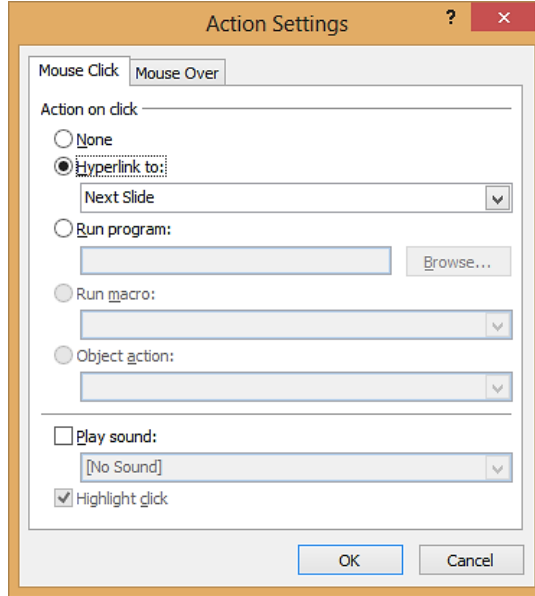 Action Settings
?
Mouse Click
Mouse Over
Action on click
None
Hyperlink to:
Next Slide
Run program:
Browse...
Run macro:
Object action:
Play sound:
[No Sound]
Highlight click
OK
Cancel